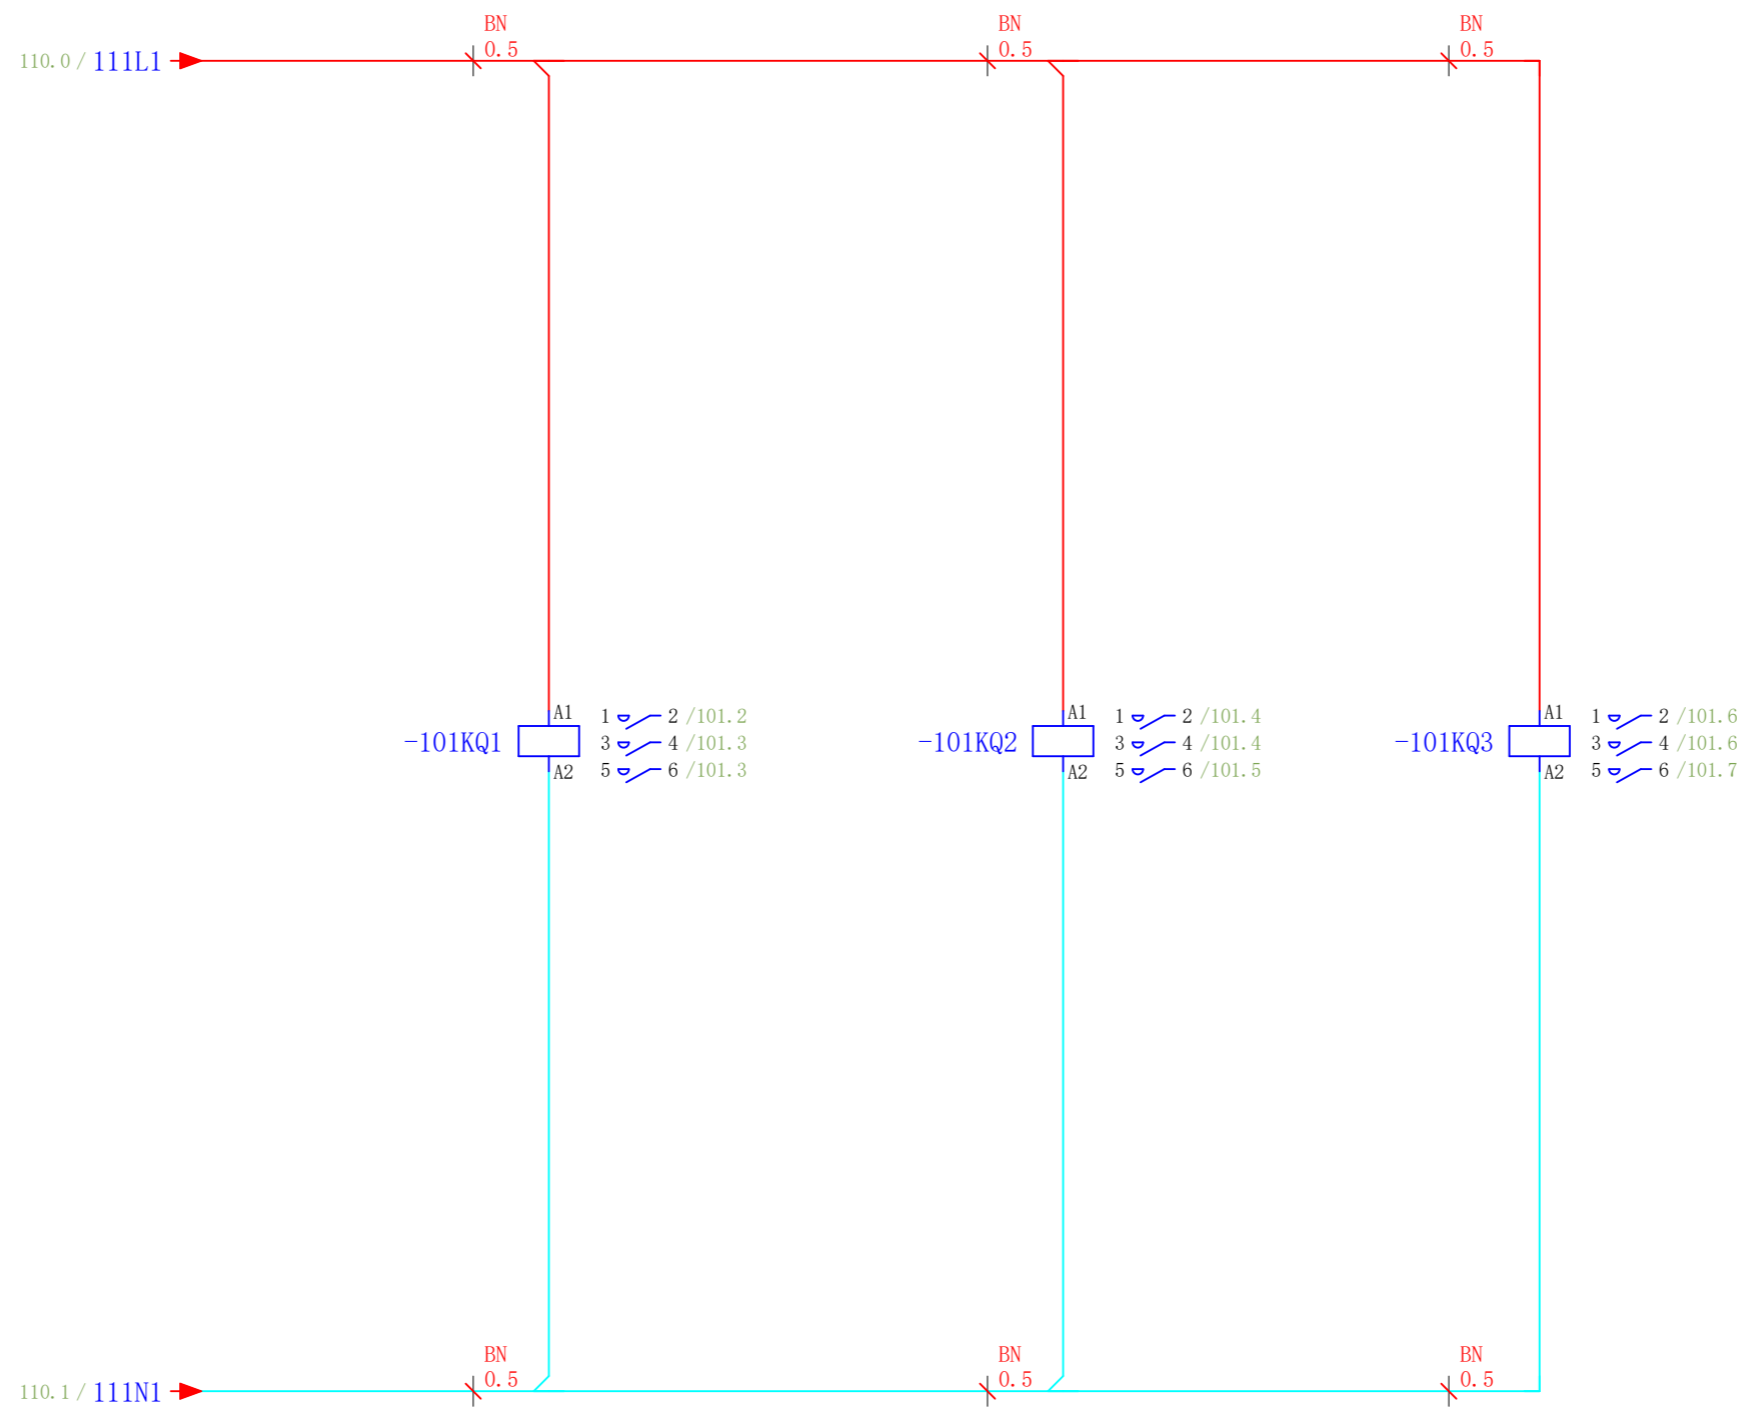 BN
0.5
BN
0.5
BN
0.5
110.0 / 111L1
-101KQ1
A1
A2
1 2 /101.2
3 4 /101.3
5 6 /101.3
-101KQ2
A1
A2
1 2 /101.4
3 4 /101.4
5 6 /101.5
-101KQ3
A1
A2
1 2 /101.6
3 4 /101.6
5 6 /101.7
BN
0.5
BN
0.5
BN
0.5
110.1 / 111N1